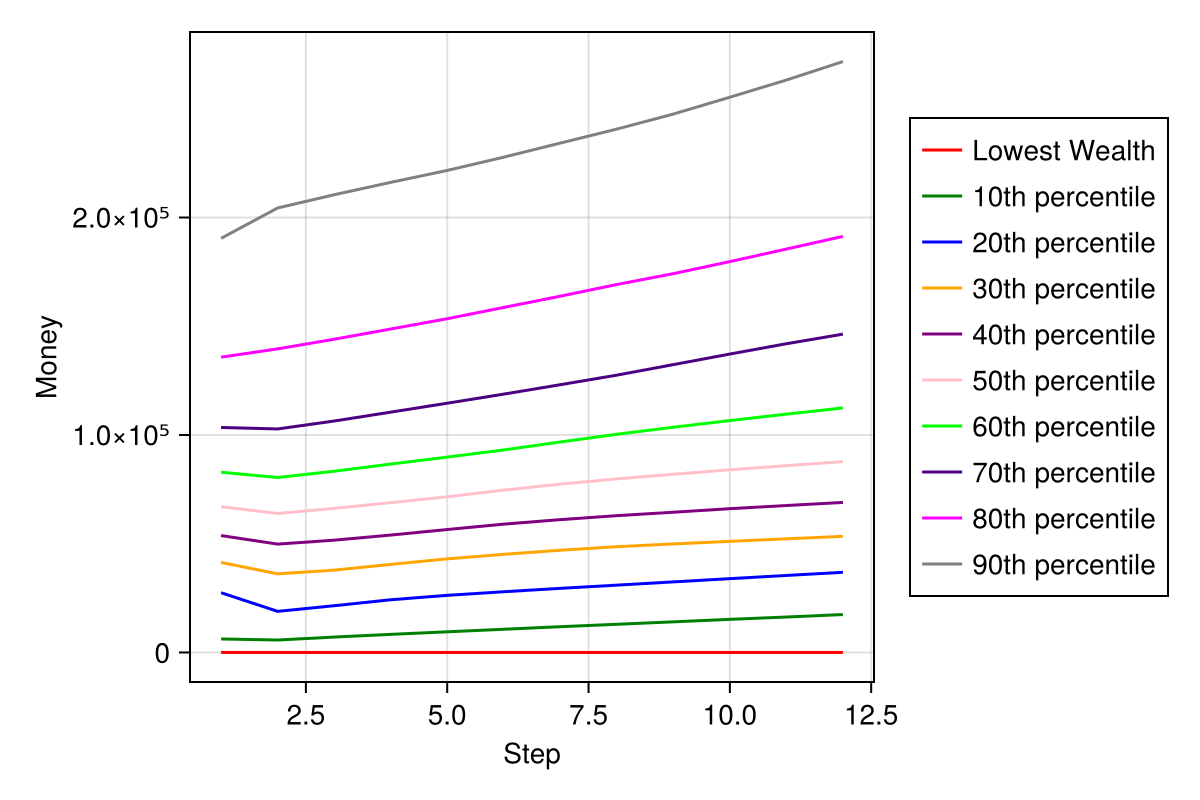 2.0×10⁵
1.0×10⁵
0
Money
2.5
5.0
7.5
10.0
12.5
Step
Lowest Wealth
10th percentile
20th percentile
30th percentile
40th percentile
50th percentile
60th percentile
70th percentile
80th percentile
90th percentile